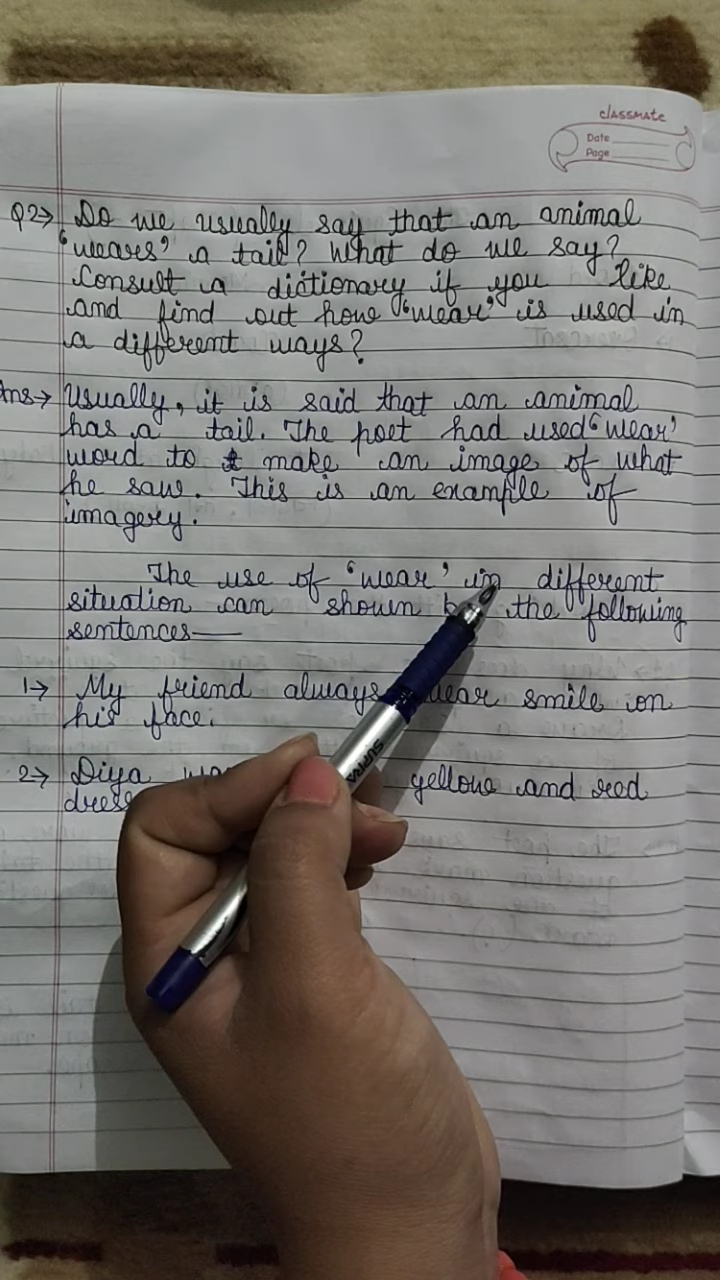 classmate
Date
Page
Q2→ Do we usually say that an animal
'weares' a tail? What do we say?
Consult a dictionary if you like
and find out how 'wear' is used in
a different ways?
Ans→ Usually, it is said that an animal
has a tail. The poet had used 'wear'
word to make an image of what
he saw. This is an example of
imagery.
The use of 'wear' in different
situation can shown the following
sentences—
1→ My friend always wear smile on
his face.
2→ Diya yellow and red
dress
SUPRA